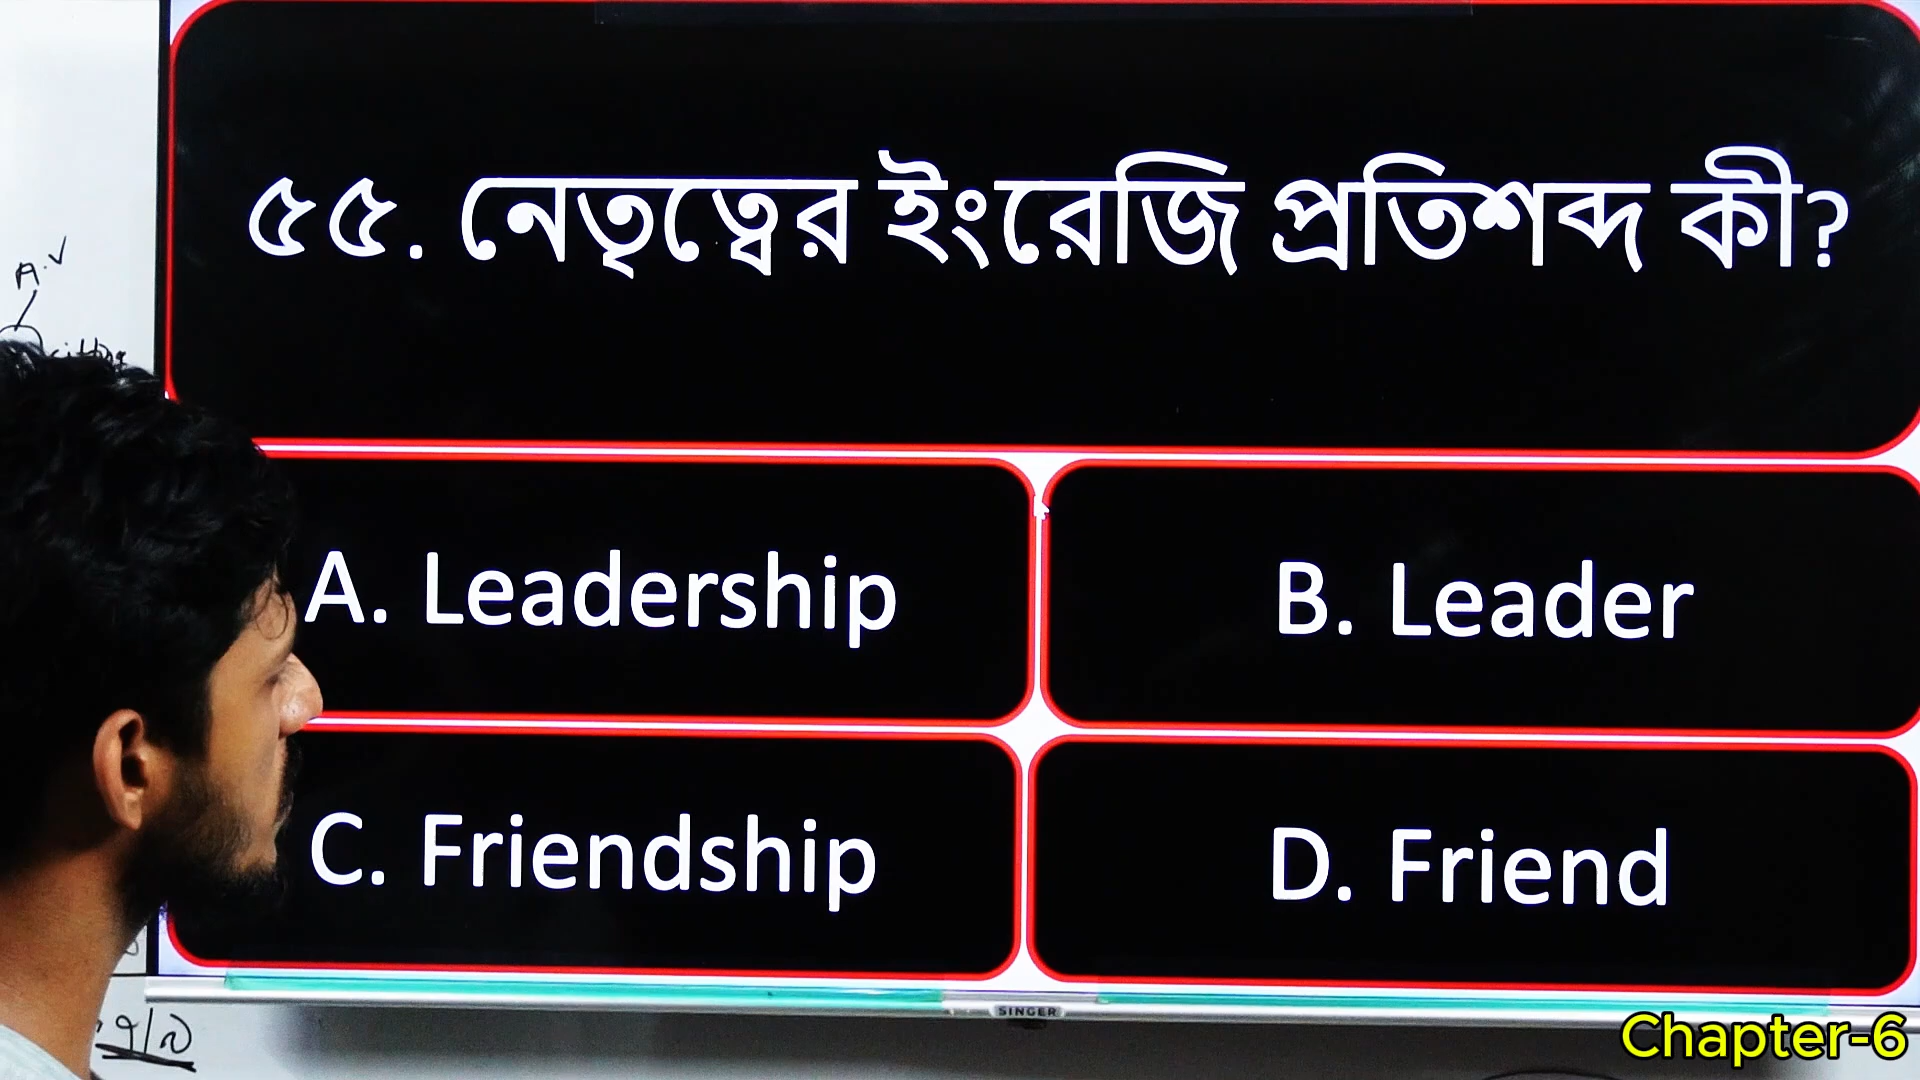 ৫৫. নেতৃত্বের ইংরেজি প্রতিশব্দ কী?
A.V
A. Leadership
B. Leader
C. Friendship
D. Friend
SINGER
Chapter-6